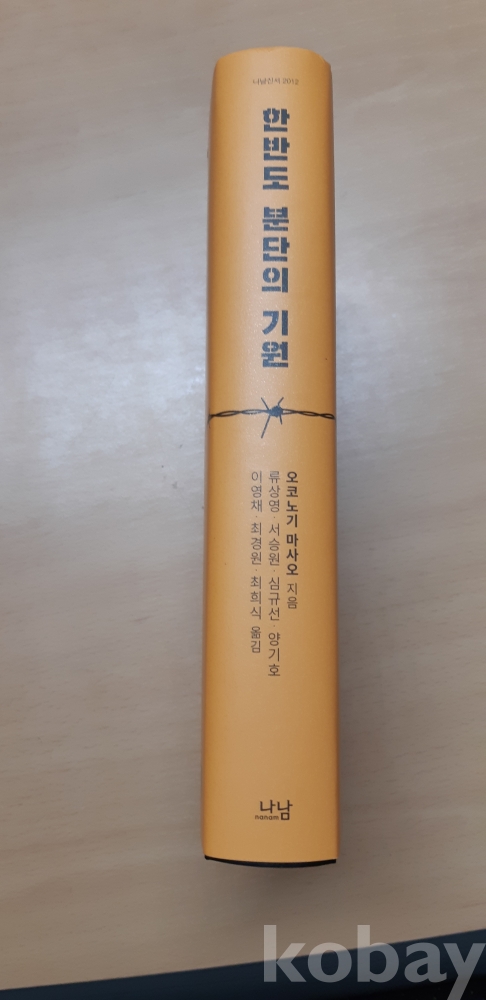 나남신서 2012
한반도 분단의 기원
오코노기 마사오 지음
류상영·서승원·심규선·양기호
이영채·최경원·최희식 옮김
나남
nanam
kobay